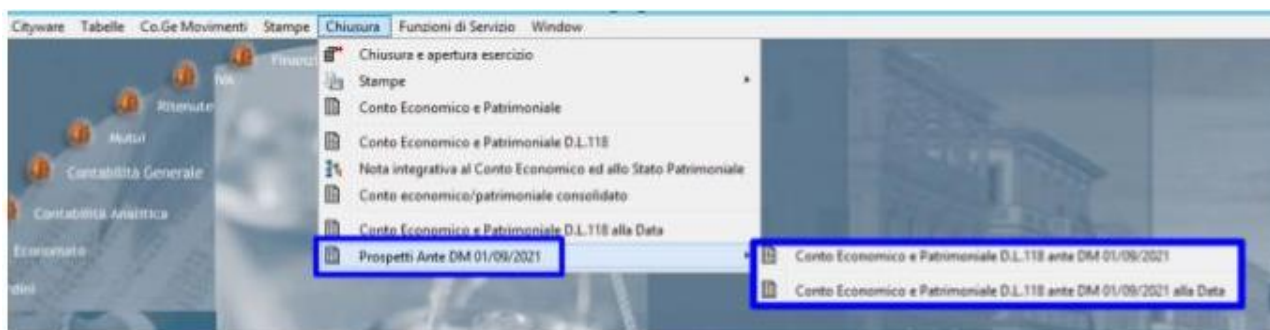 Cityware Tabelle Co.Ge Movimenti Stampe Chiusura Funzioni di Servizio Window
Chiusura e apertura esercizio
Stampe
Conto Economico e Patrimoniale
Conto Economico e Patrimoniale D.L.118
Nota integrativa al Conto Economico ed allo Stato Patrimoniale
Conto economico/patrimoniale consolidato
Conto Economico e Patrimoniale D.L.118 alla Data
Prospetti Ante DM 01/09/2021
Conto Economico e Patrimoniale D.L.118 ante DM 01/09/2021
Conto Economico e Patrimoniale D.L.118 ante DM 01/09/2021 alla Data
IVA
Ritenute
Mutui
Contabilità Generale
Contabilità Analitica
Economato